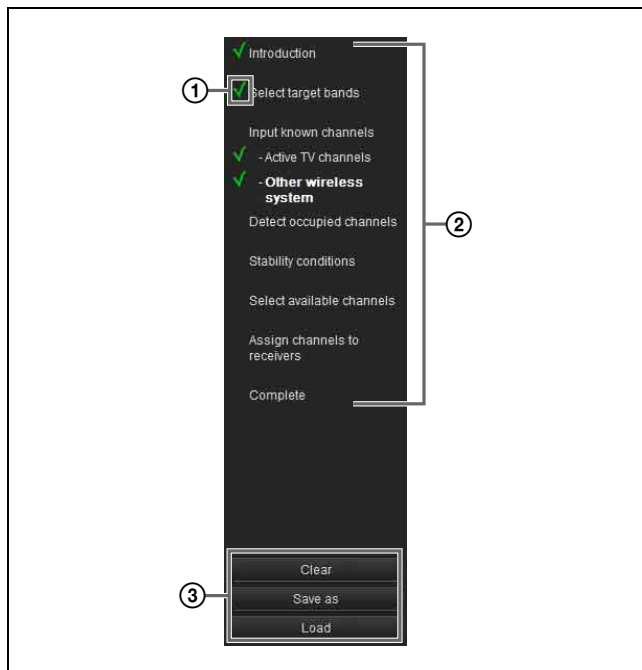 Introduction
① Select target bands
Input known channels
- Active TV channels
- Other wireless
system
Detect occupied channels
②
Stability conditions
Select available channels
Assign channels to
receivers
Complete
Clear
③ Save as
Load